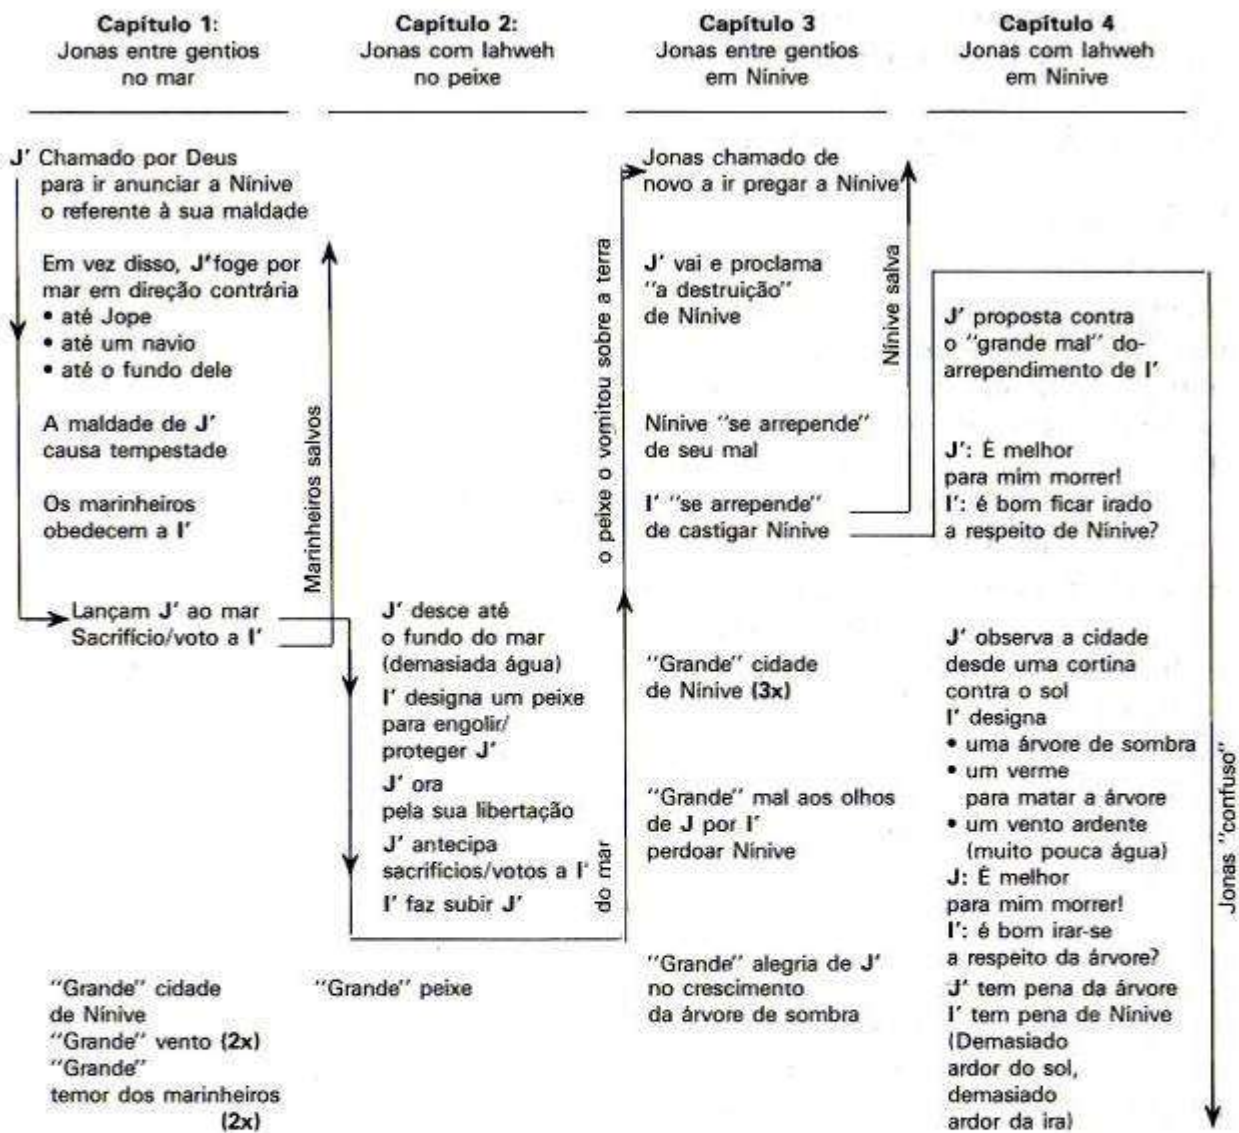 Capítulo 1:
Jonas entre gentios
no mar
J’ Chamado por Deus
para ir anunciar a Nínive
o referente à sua maldade
Em vez disso, J’foge por
mar em direção contrária
• até Jope
• até um navio
• até o fundo dele
A maldade de J’
causa tempestade
Os marinheiros
obedecem a I’
Lançam J’ ao mar
Sacrifício/voto a I’
Marinheiros salvos
"Grande" cidade
de Nínive
"Grande" vento (2x)
"Grande"
temor dos marinheiros
(2x)
Capítulo 2:
Jonas com Iahweh
no peixe
J’ desce até
o fundo do mar
(demasiada água)
I’ designa um peixe
para engolir/
proteger J’
J’ ora
pela sua libertação
J’ antecipa
sacrifícios/votos a I’
I’ faz subir J’
"Grande" peixe
do mar
o peixe o vomitou sobre a terra
Capítulo 3
Jonas entre gentios
em Nínive
Jonas chamado de
novo a ir pregar a Nínive
J’ vai e proclama
"a destruição"
de Nínive
Nínive "se arrepende"
de seu mal
I’ "se arrepende"
de castigar Nínive
Nínive salva
"Grande" cidade
de Nínive (3x)
"Grande" mal aos olhos
de J por I’
perdoar Nínive
"Grande" alegria de J’
no crescimento
da árvore de sombra
Capítulo 4
Jonas com Iahweh
em Nínive
J’ proposta contra
o "grande mal" do-
arrependimento de I’
J’: É melhor
para mim morrer!
I’: é bom ficar irado
a respeito de Nínive?
J’ observa a cidade
desde uma cortina
contra o sol
I’ designa
• uma árvore de sombra
• um verme
para matar a árvore
• um vento ardente
(muito pouca água)
J: É melhor
para mim morrer!
I’: é bom irar-se
a respeito da árvore?
J’ tem pena da árvore
I’ tem pena de Nínive
(Demasiado
ardor do sol,
demasiado
ardor da ira)
Jonas "confuso"